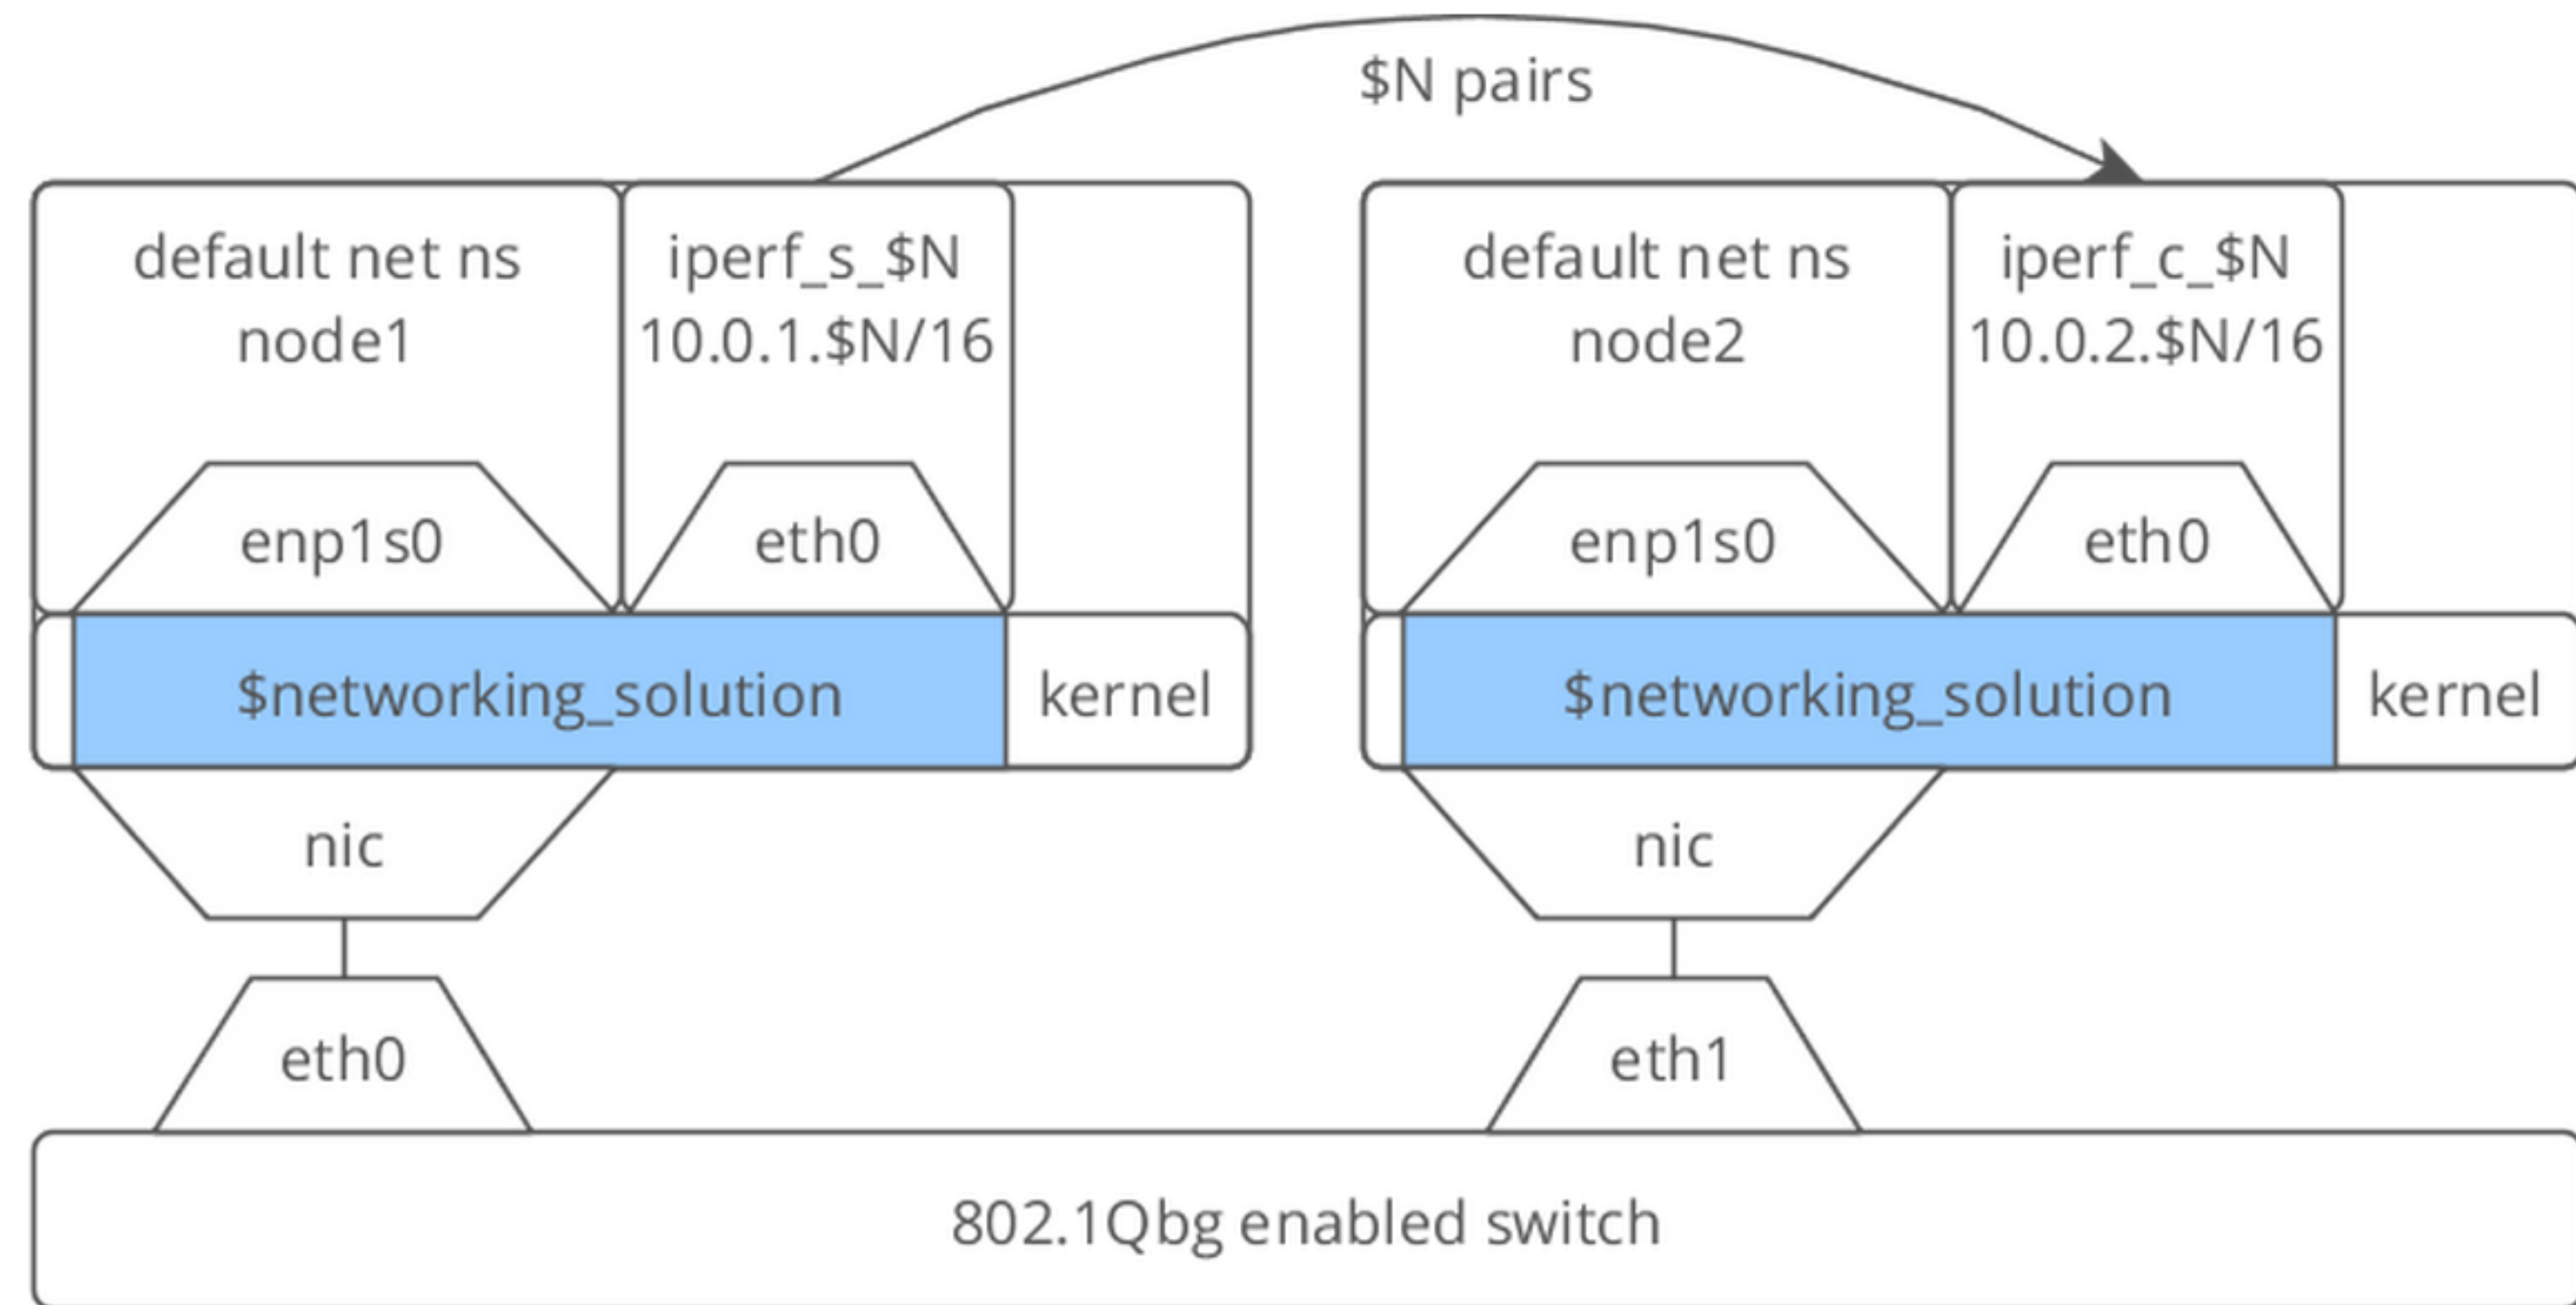 $N pairs
default net ns
node1
iperf_s_$N
10.0.1.$N/16
default net ns
node2
iperf_c_$N
10.0.2.$N/16
enp1s0
eth0
enp1s0
eth0
$networking_solution
kernel
$networking_solution
kernel
nic
nic
eth0
eth1
802.1Qbg enabled switch